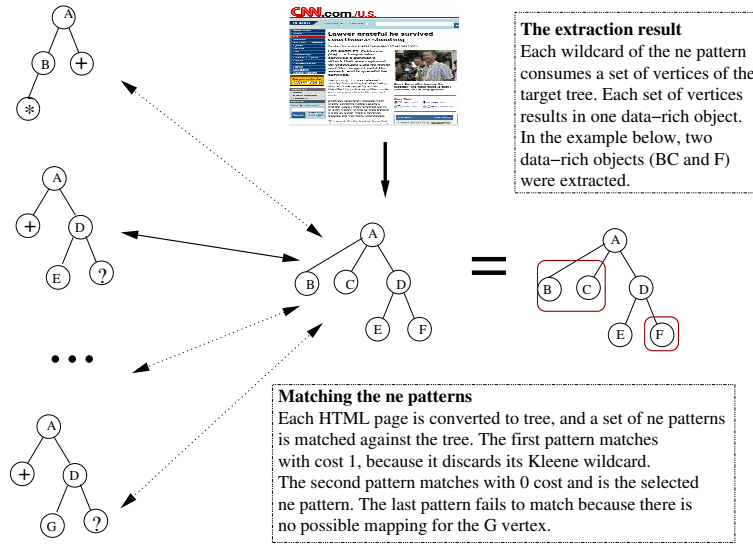 A
B
+
*
CNN.com/U.S.
Lawyer grateful he survived
The extraction result
Each wildcard of the ne pattern
consumes a set of vertices of the
target tree. Each set of vertices
results in one data−rich object.
In the example below, two
data−rich objects (BC and F)
were extracted.
A
+
D
E
?
A
B
C
D
E
F
=
A
B
C
D
E
F
...
A
+
D
G
?
Matching the ne patterns
Each HTML page is converted to tree, and a set of ne patterns
is matched against the tree. The first pattern matches
with cost 1, because it discards its Kleene wildcard.
The second pattern matches with 0 cost and is the selected
ne pattern. The last pattern fails to match because there is
no possible mapping for the G vertex.